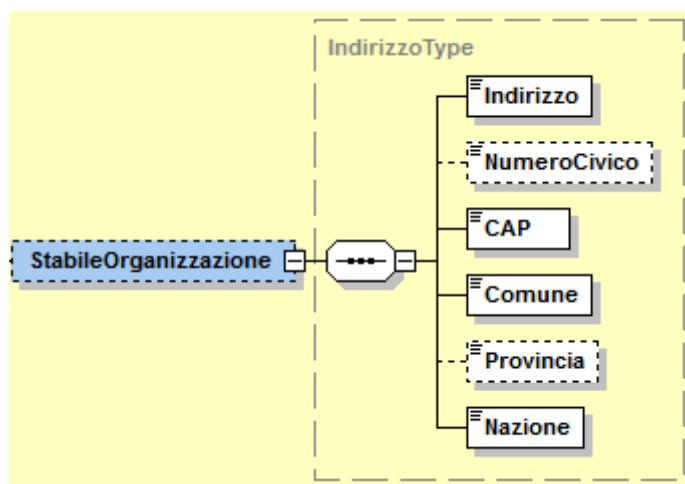 IndirizzoType
Indirizzo
NumeroCivico
CAP
StabileOrganizzazione
Comune
Provincia
Nazione